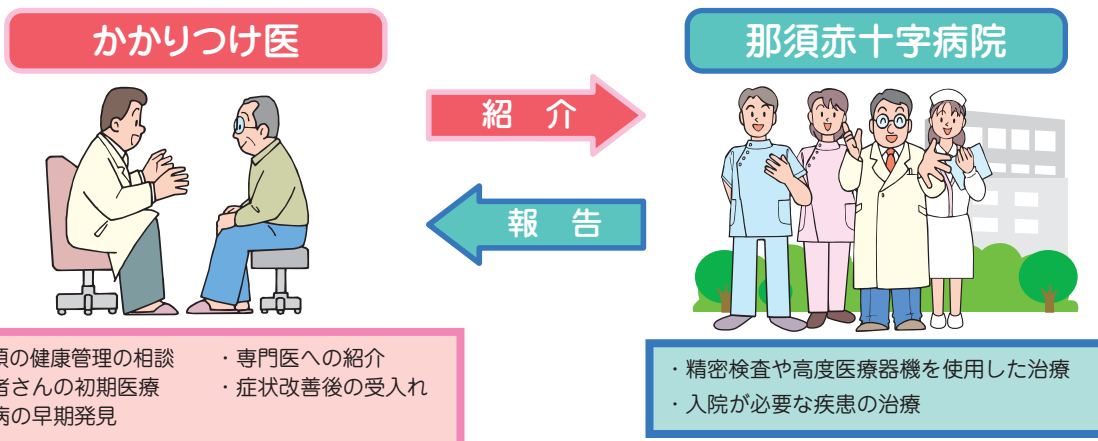 かかりつけ医
那須赤十字病院
紹 介
報 告
の健康管理の相談
・専門医への紹介
者さんの初期医療
・症状改善後の受入れ
の早期発見
・精密検査や高度医療器機を使用した治療
・入院が必要な疾患の治療